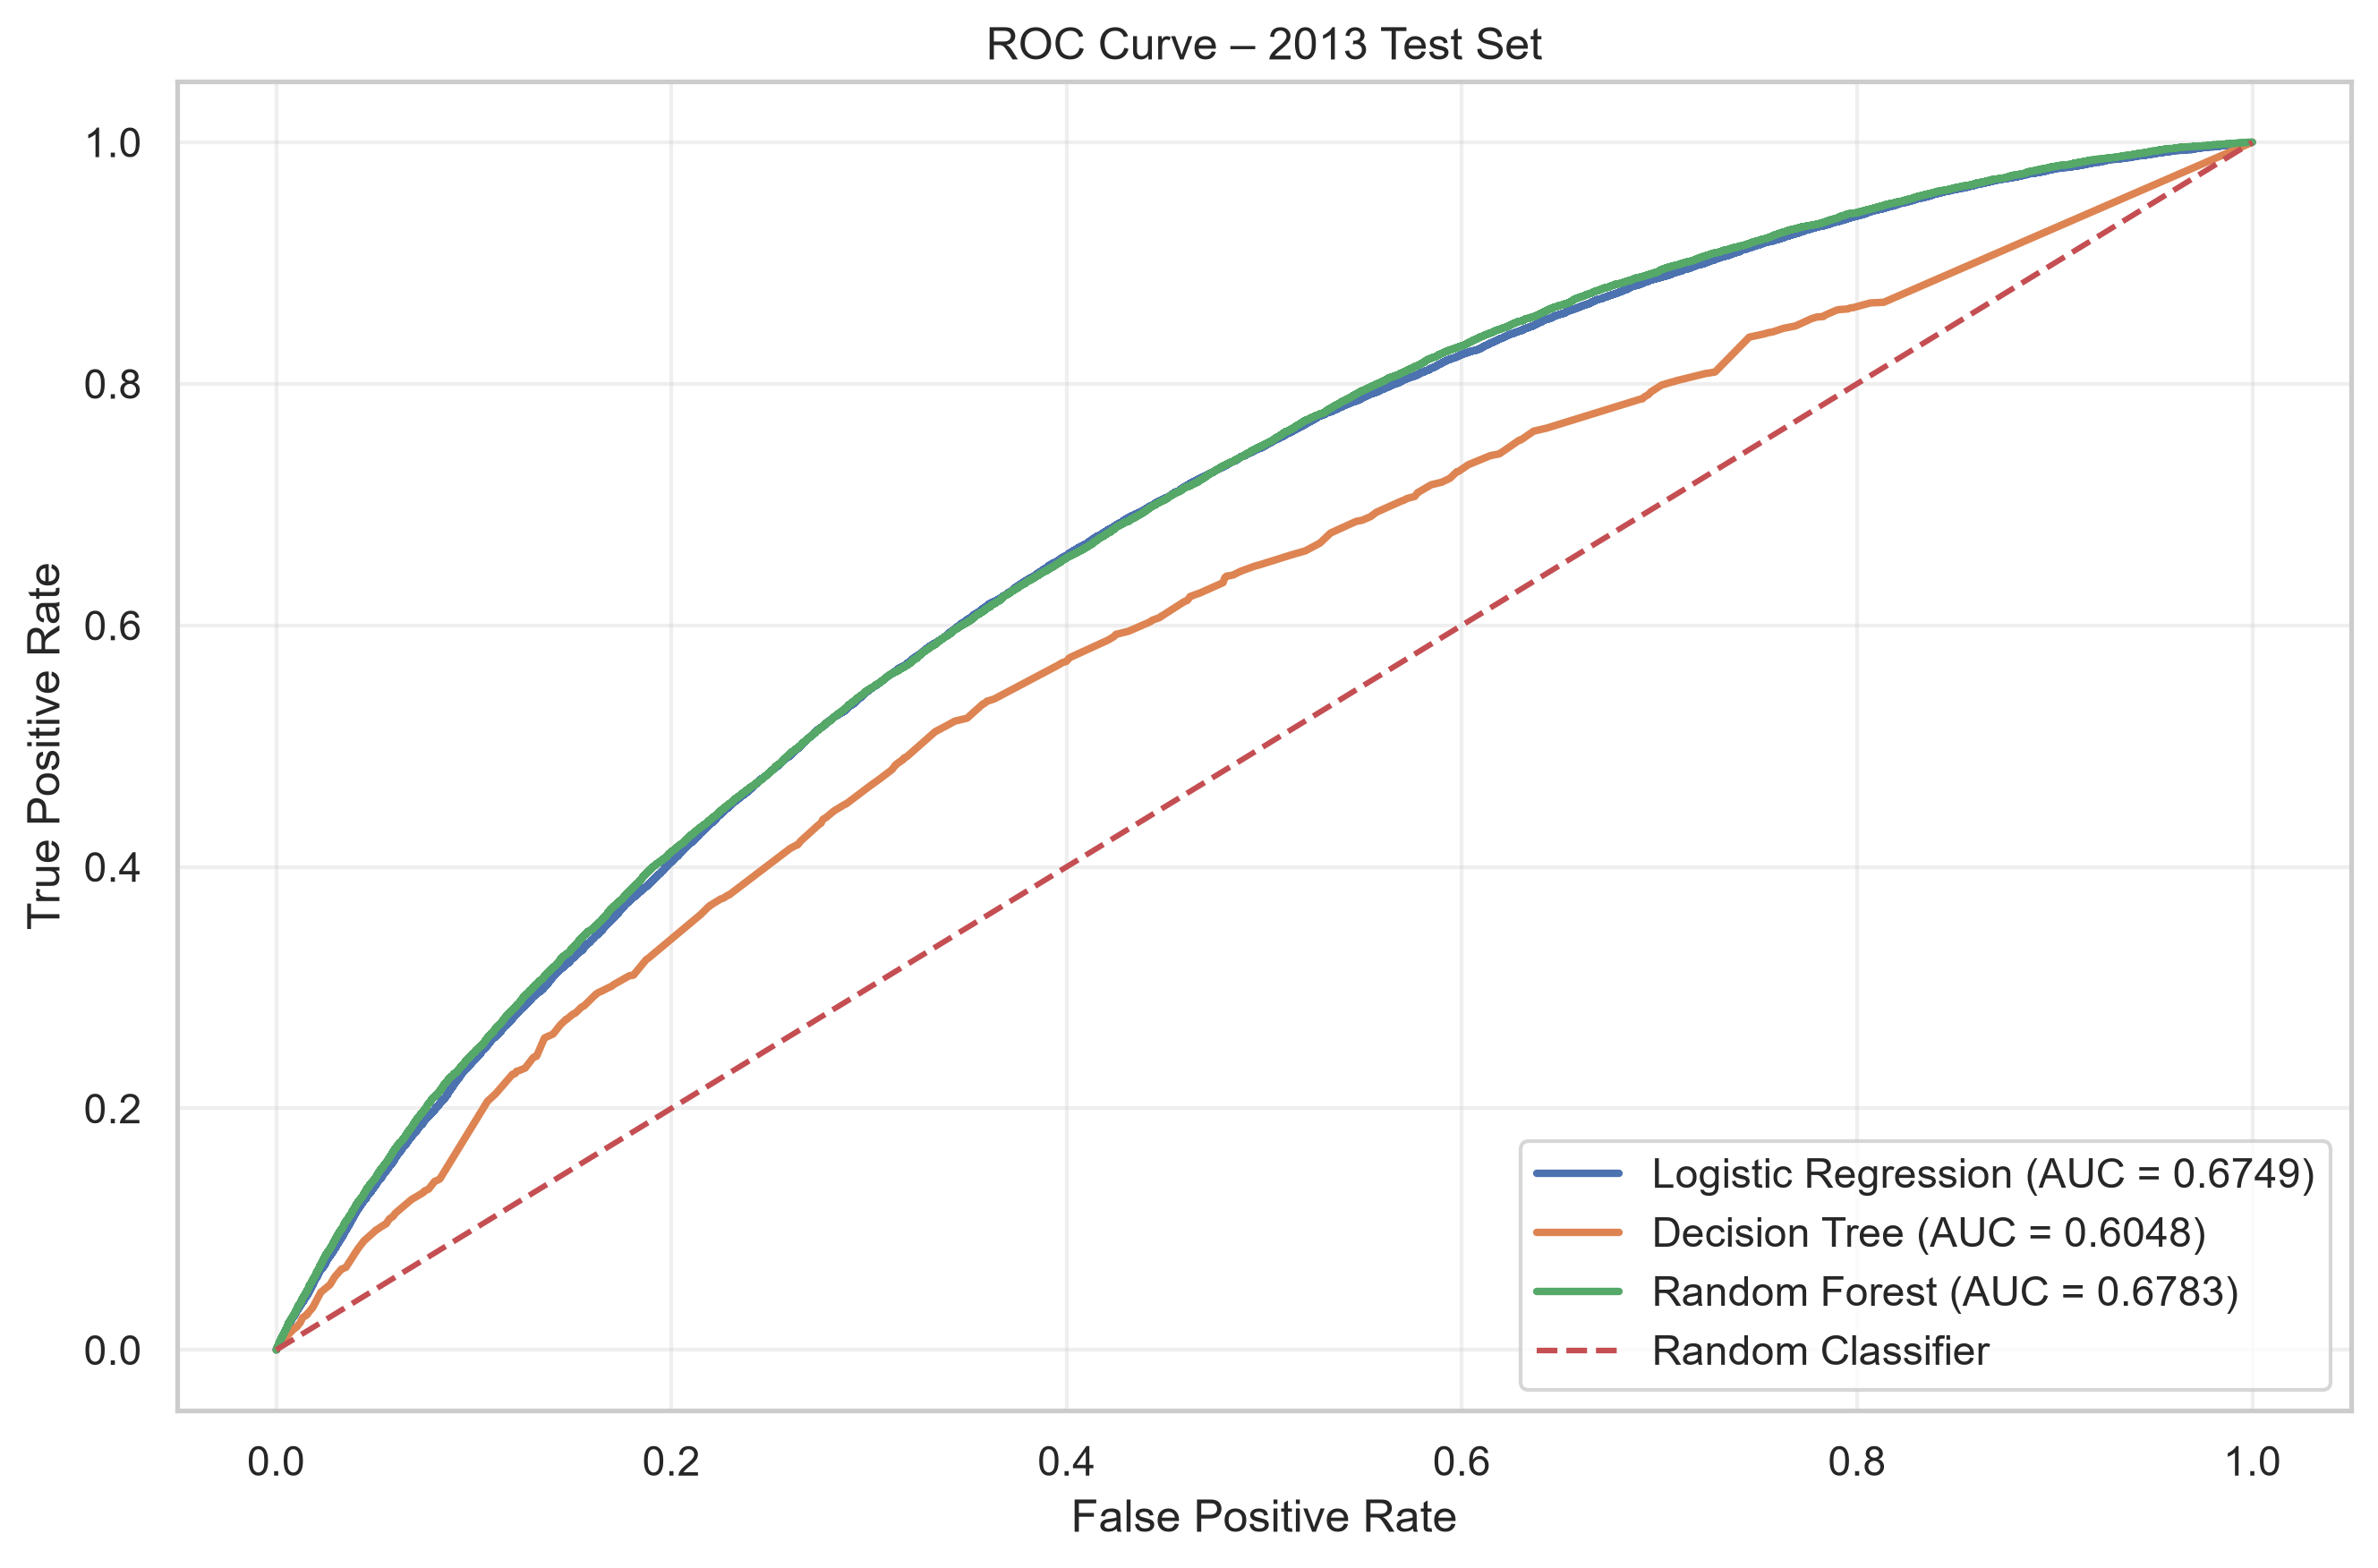 ROC Curve – 2013 Test Set
True Positive Rate
1.0
0.8
0.6
0.4
0.2
0.0
0.0 0.2 0.4 0.6 0.8 1.0
False Positive Rate
Logistic Regression (AUC = 0.6749)
Decision Tree (AUC = 0.6048)
Random Forest (AUC = 0.6783)
Random Classifier